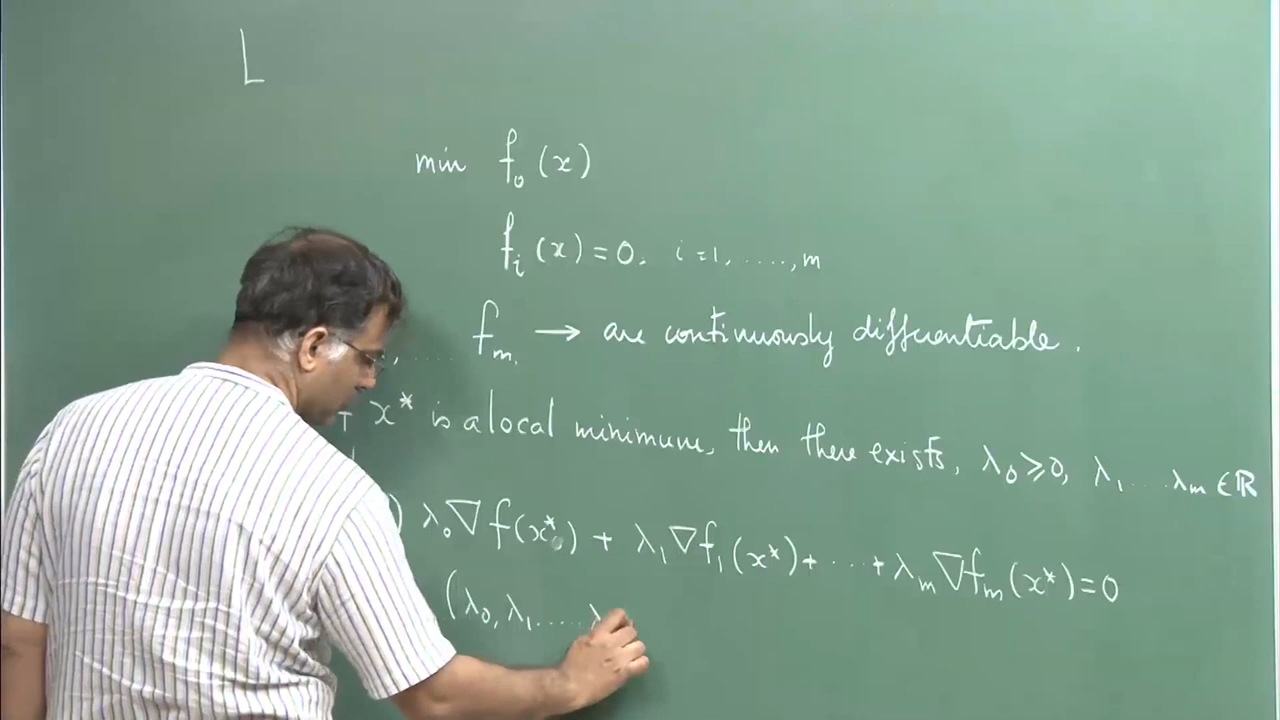 L
min f₀(x)
fᵢ(x) = 0, i = 1, ....., m
, .... fₘ → are continuously differentiable.
x* is a local minimum, then there exists, λ₀ ⩾ 0, λ₁ ... λₘ ∈ ℝ
) λ₀∇f(x*) + λ₁∇f₁(x*) + ... + λₘ∇fₘ(x*) = 0
(λ₀, λ₁ ....., λ